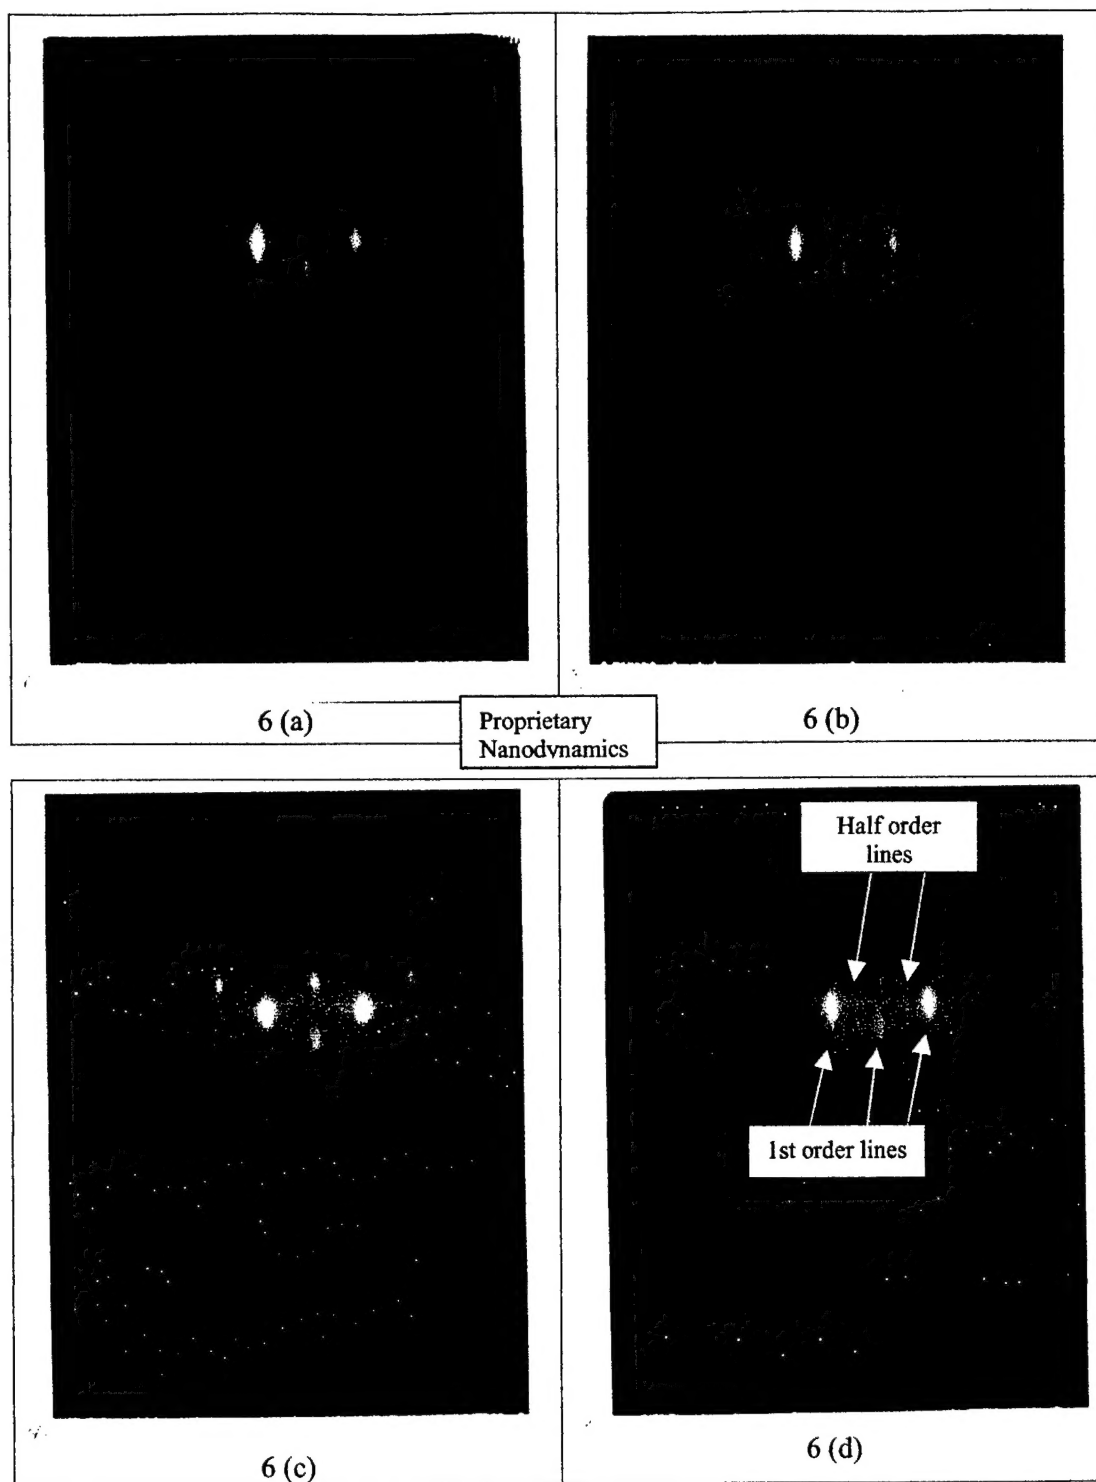 6 (a)
6 (b)
Proprietary
Nanodynamics
Half order
lines
1st order lines
6 (c)
6 (d)